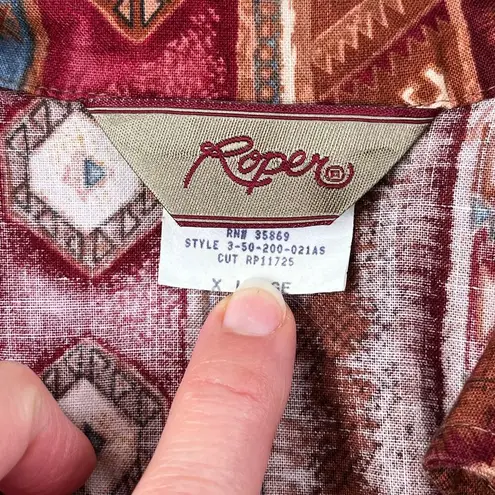 Roper
RN# 35869
STYLE 3-50-200-021AS
CUT RP11725
X